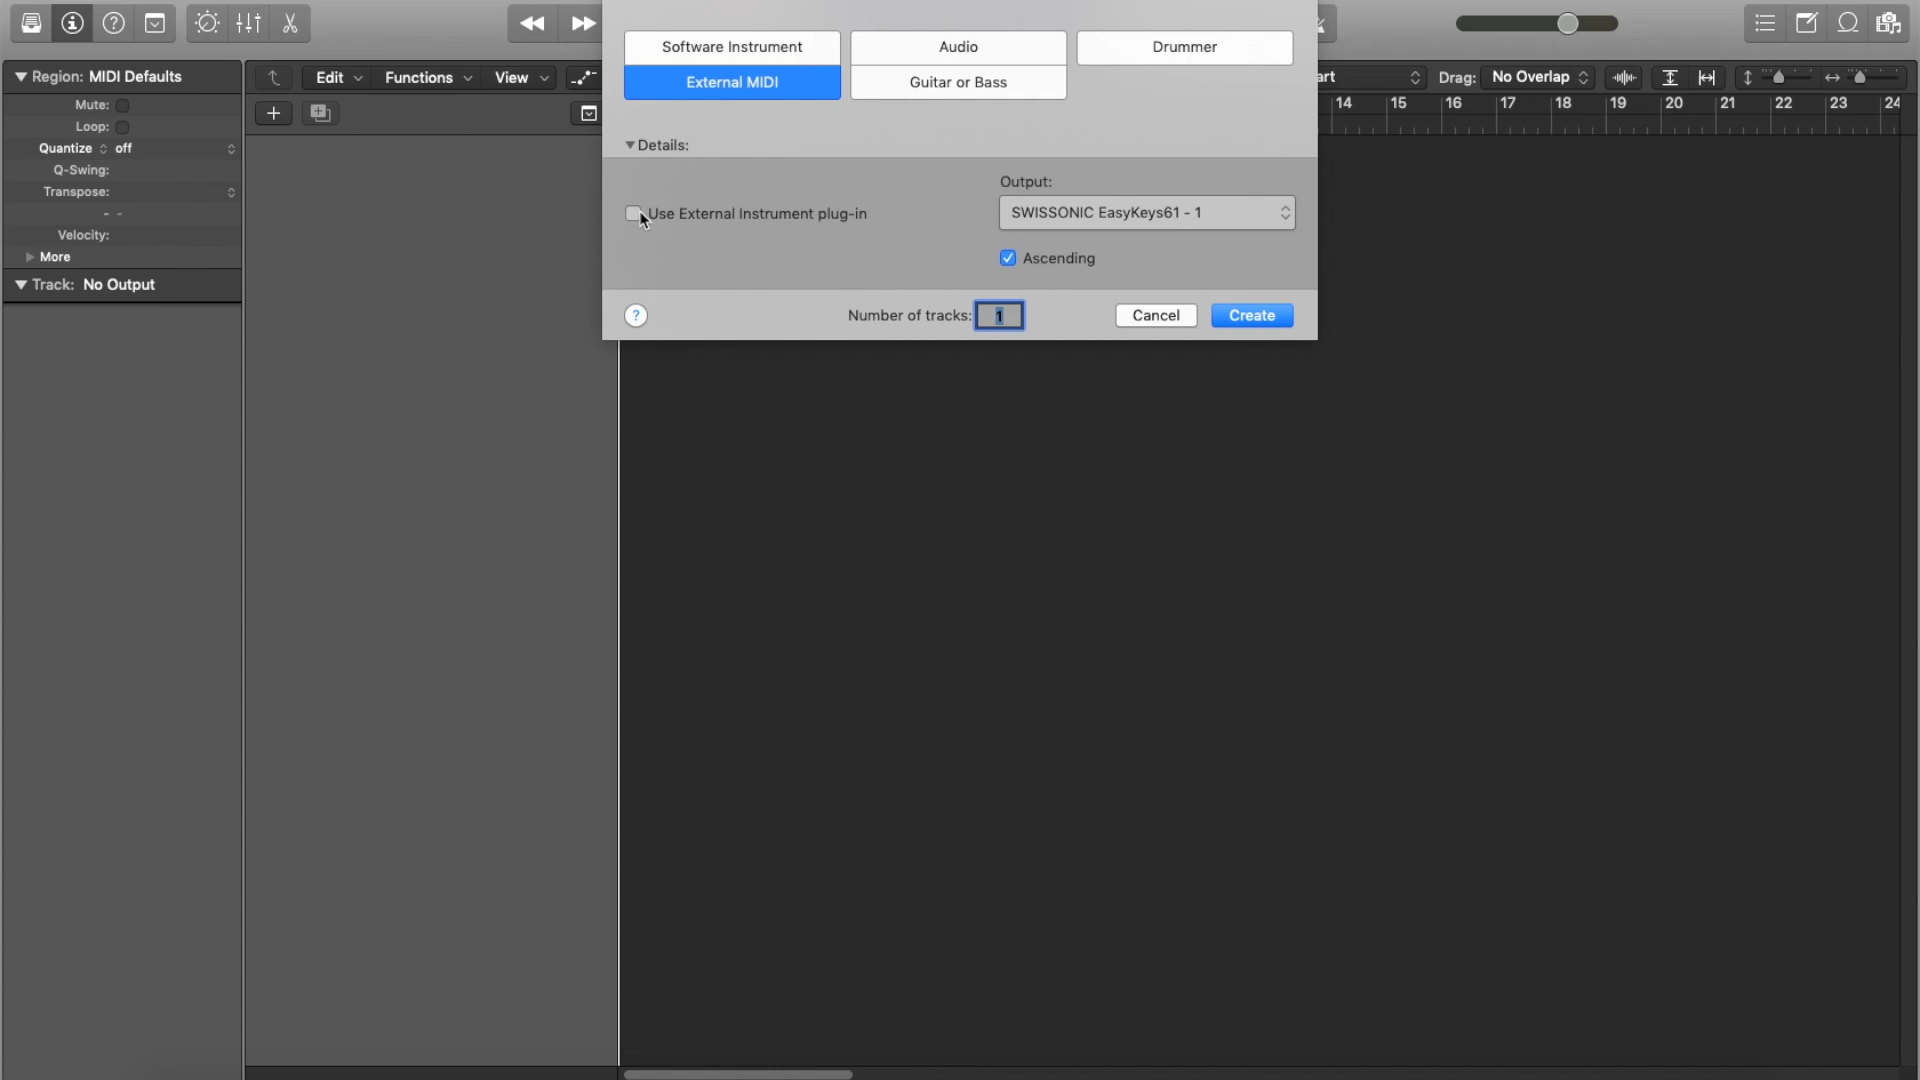 Software Instrument
Audio
Drummer
External MIDI
Guitar or Bass
Region: MIDI Defaults
Mute:
Loop:
Quantize off
Q-Swing:
Transpose:
- -
Velocity:
More
Track: No Output
Edit
Functions
View
art
Drag: No Overlap
14 15 16 17 18 19 20 21 22 23 24
Details:
Output:
Use External Instrument plug-in
SWISSONIC EasyKeys61 - 1
Ascending
?
Number of tracks: 1
Cancel
Create